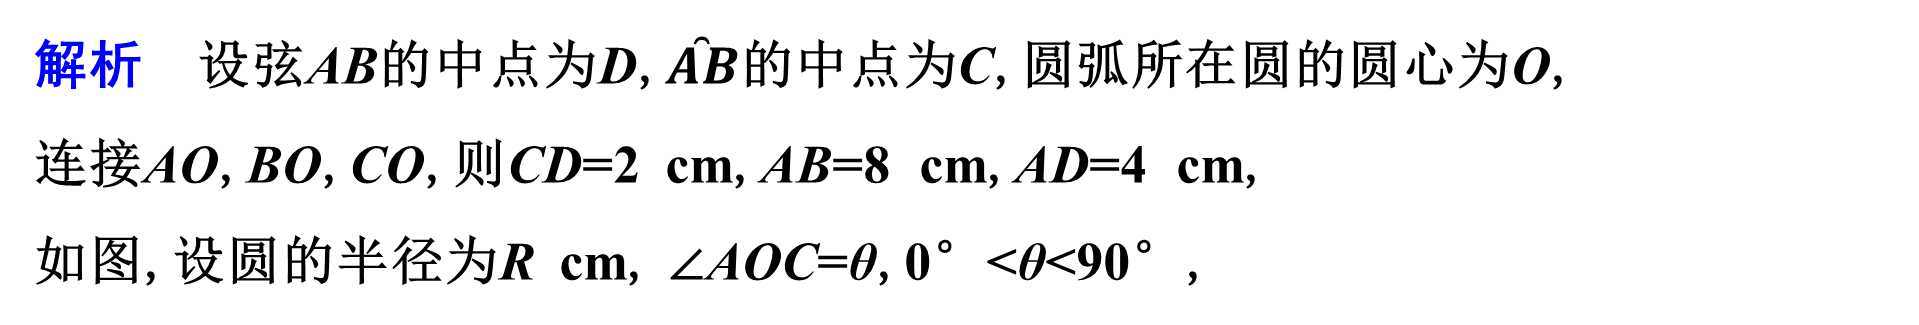 解析 设弦AB的中点为D, A͡B的中点为C, 圆弧所在圆的圆心为O,
连接AO, BO, CO, 则CD=2 cm, AB=8 cm, AD=4 cm,
如图, 设圆的半径为R cm, ∠AOC=θ, 0°<θ<90°,